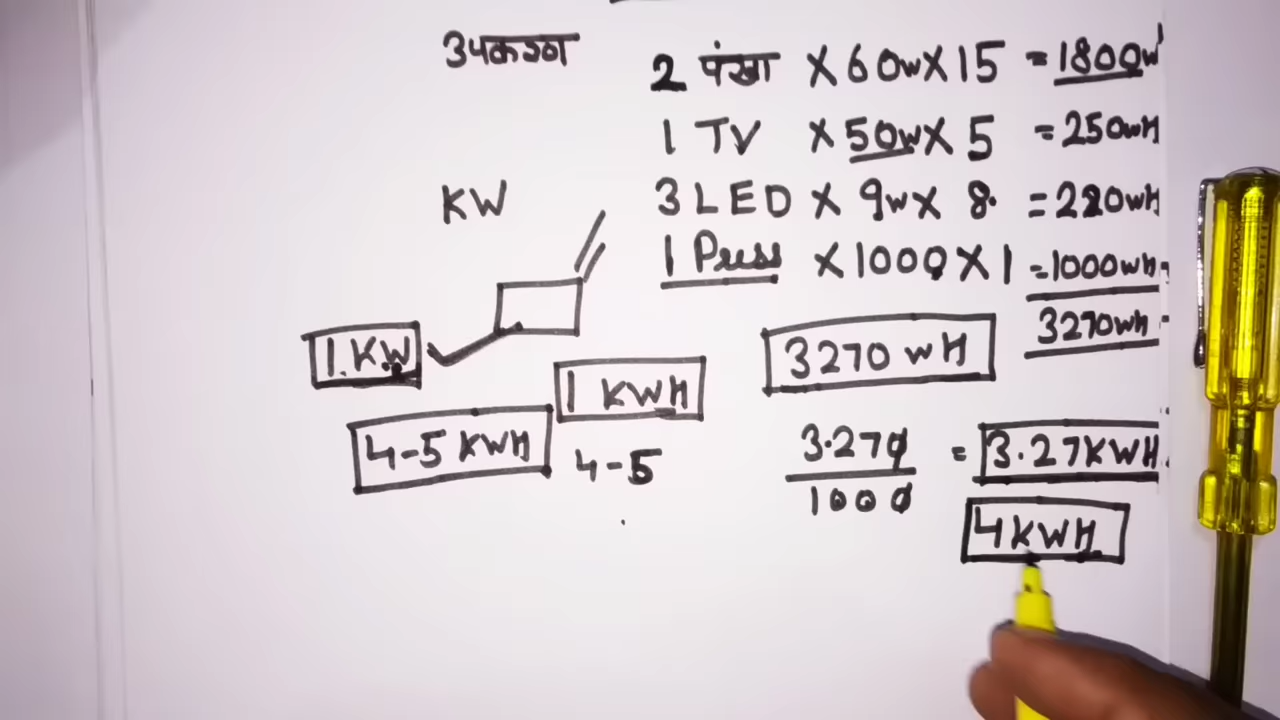 उपकरण
2 पंखा X 60W X 15 = 1800W
1 TV X 50W X 5 = 250WH
3 LED X 9W X 8. = 220WH
1 Press X 1000 X 1 = 1000WH
3270WH
KW
1 KW
1 KWH
4-5 KWH
4-5
3270 WH
3.270
1000
= 3.27KWH
4KWH